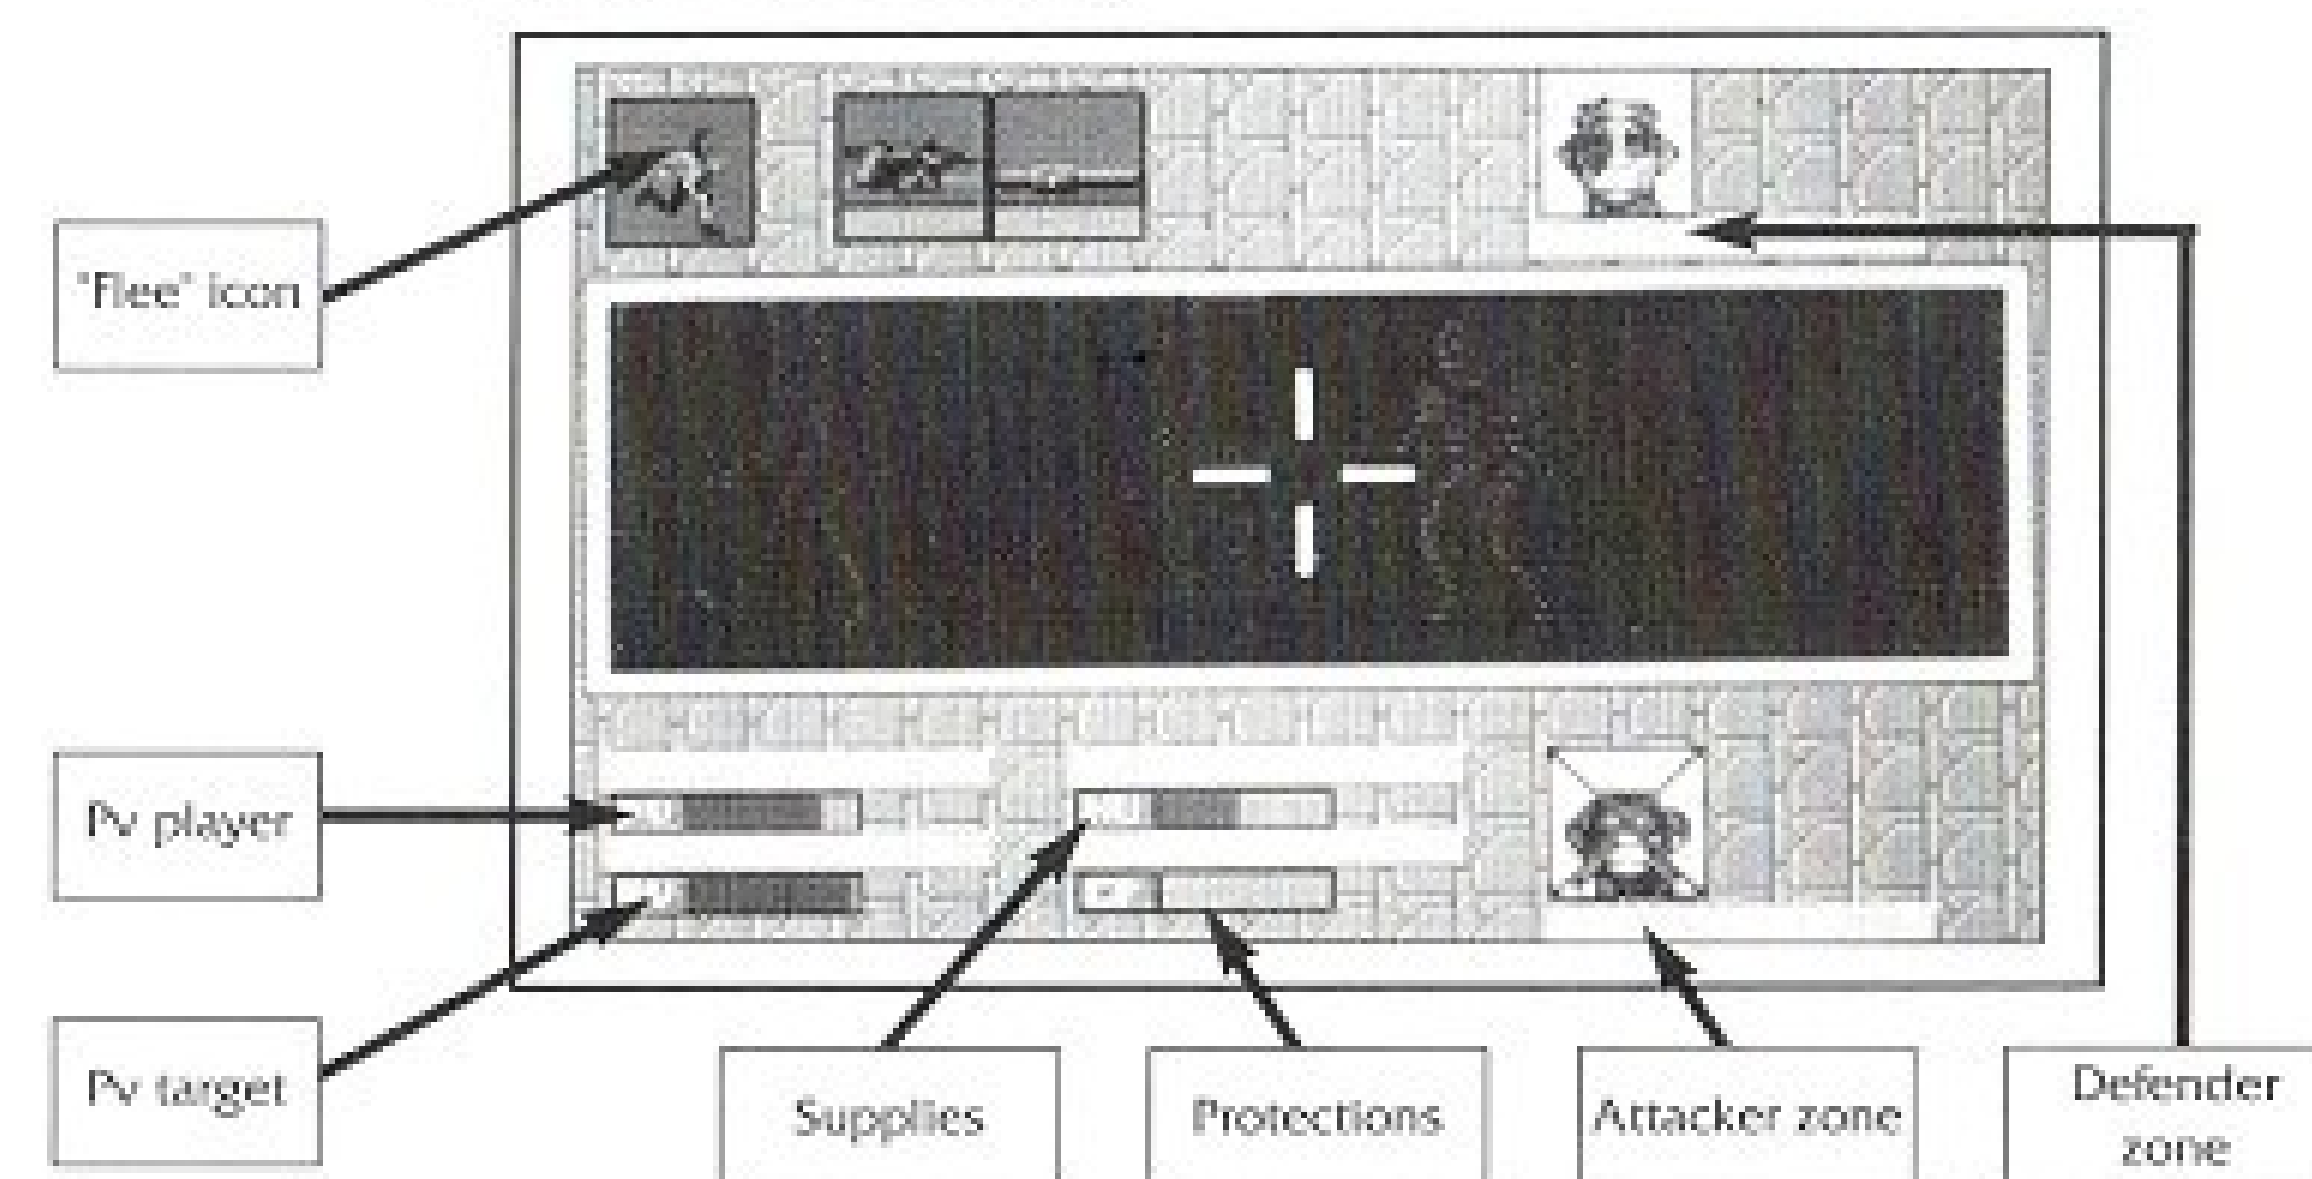 "Flee" icon
Pv player
Pv target
Supplies
Protections
Attacker zone
Defender
zone